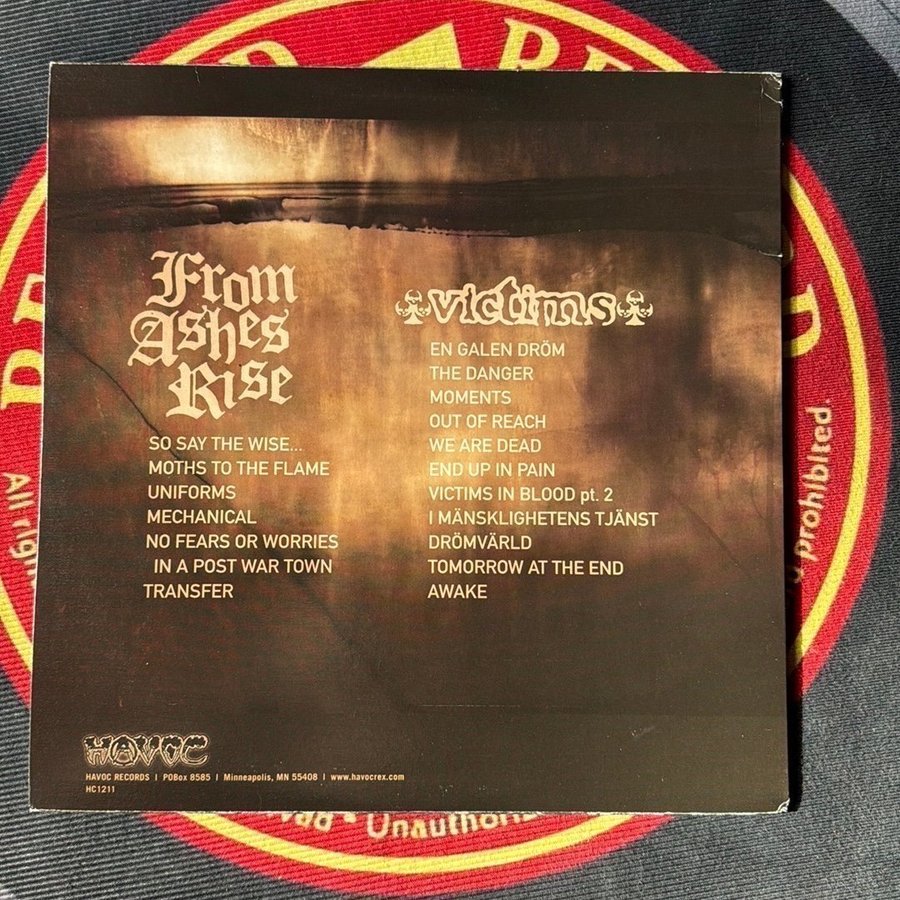 From
Ashes
Rise
SO SAY THE WISE...
MOTHS TO THE FLAME
UNIFORMS
MECHANICAL
NO FEARS OR WORRIES
IN A POST WAR TOWN
TRANSFER
victims
EN GALEN DRÖM
THE DANGER
MOMENTS
OUT OF REACH
WE ARE DEAD
END UP IN PAIN
VICTIMS IN BLOOD pt. 2
I MÄNSKLIGHETENS TJÄNST
DRÖMVÄRLD
TOMORROW AT THE END
AWAKE
HAVOC
HAVOC RECORDS | POBox 8585 | Minneapolis, MN 55408 | www.havocrex.com
HC1211
All
prohibited.